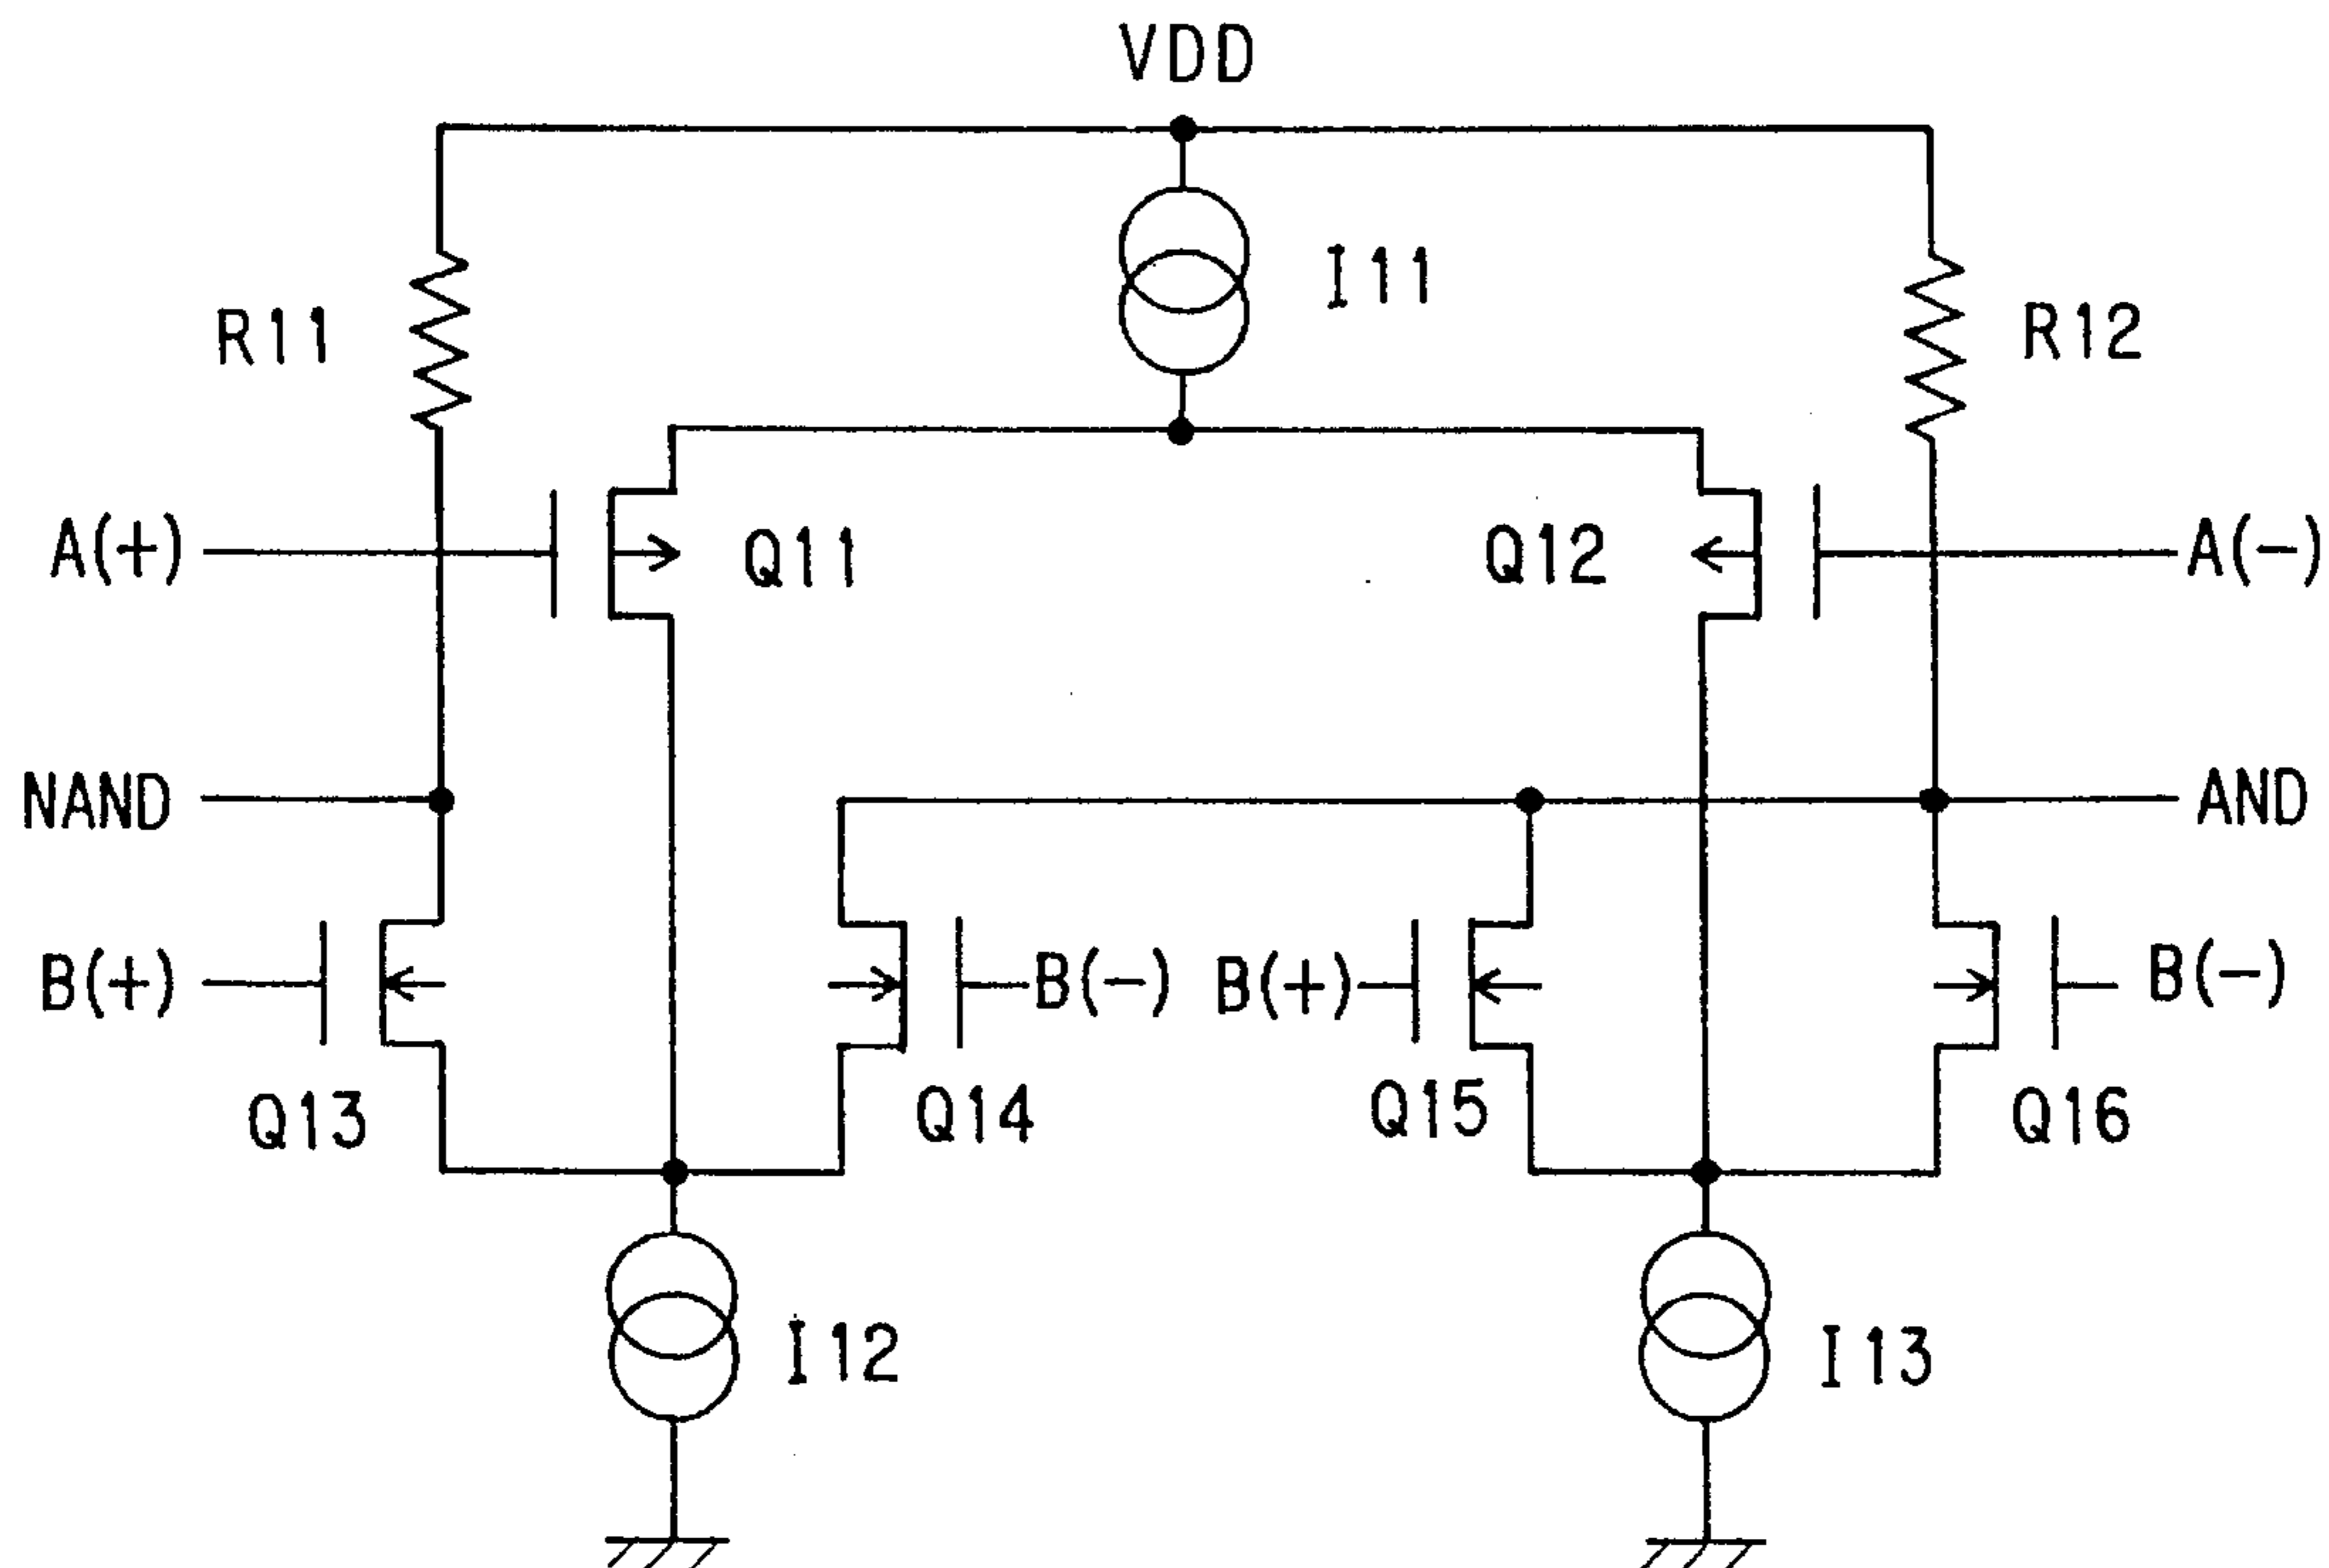 VDD
I11
R11
R12
A(+)
Q11
Q12
A(-)
NAND
AND
B(+)
B(-)
B(+)
B(-)
Q13
Q14
Q15
Q16
I12
I13